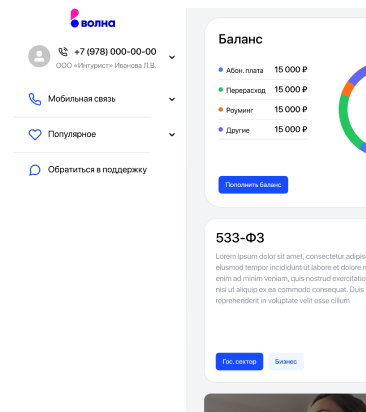 волна
+7 (978) 000-00-00
ООО «Интурист» Иванова Л.В.
Мобильная связь
Популярное
Обратиться в поддержку
Баланс
Абон. плата 15 000 ₽
Перерасход 15 000 ₽
Роуминг 15 000 ₽
Другие 15 000 ₽
Пополнить баланс
533-ФЗ
Lorem ipsum dolor sit amet, consectetur adipis
eiusmod tempor incididunt ut labore et dolore
enim ad minim veniam, quis nostrud exercitatio
nisi ut aliquip ex ea commodo consequat. Duis
reprehenderit in voluptate velit esse cillum
Гос. сектор
Бизнес